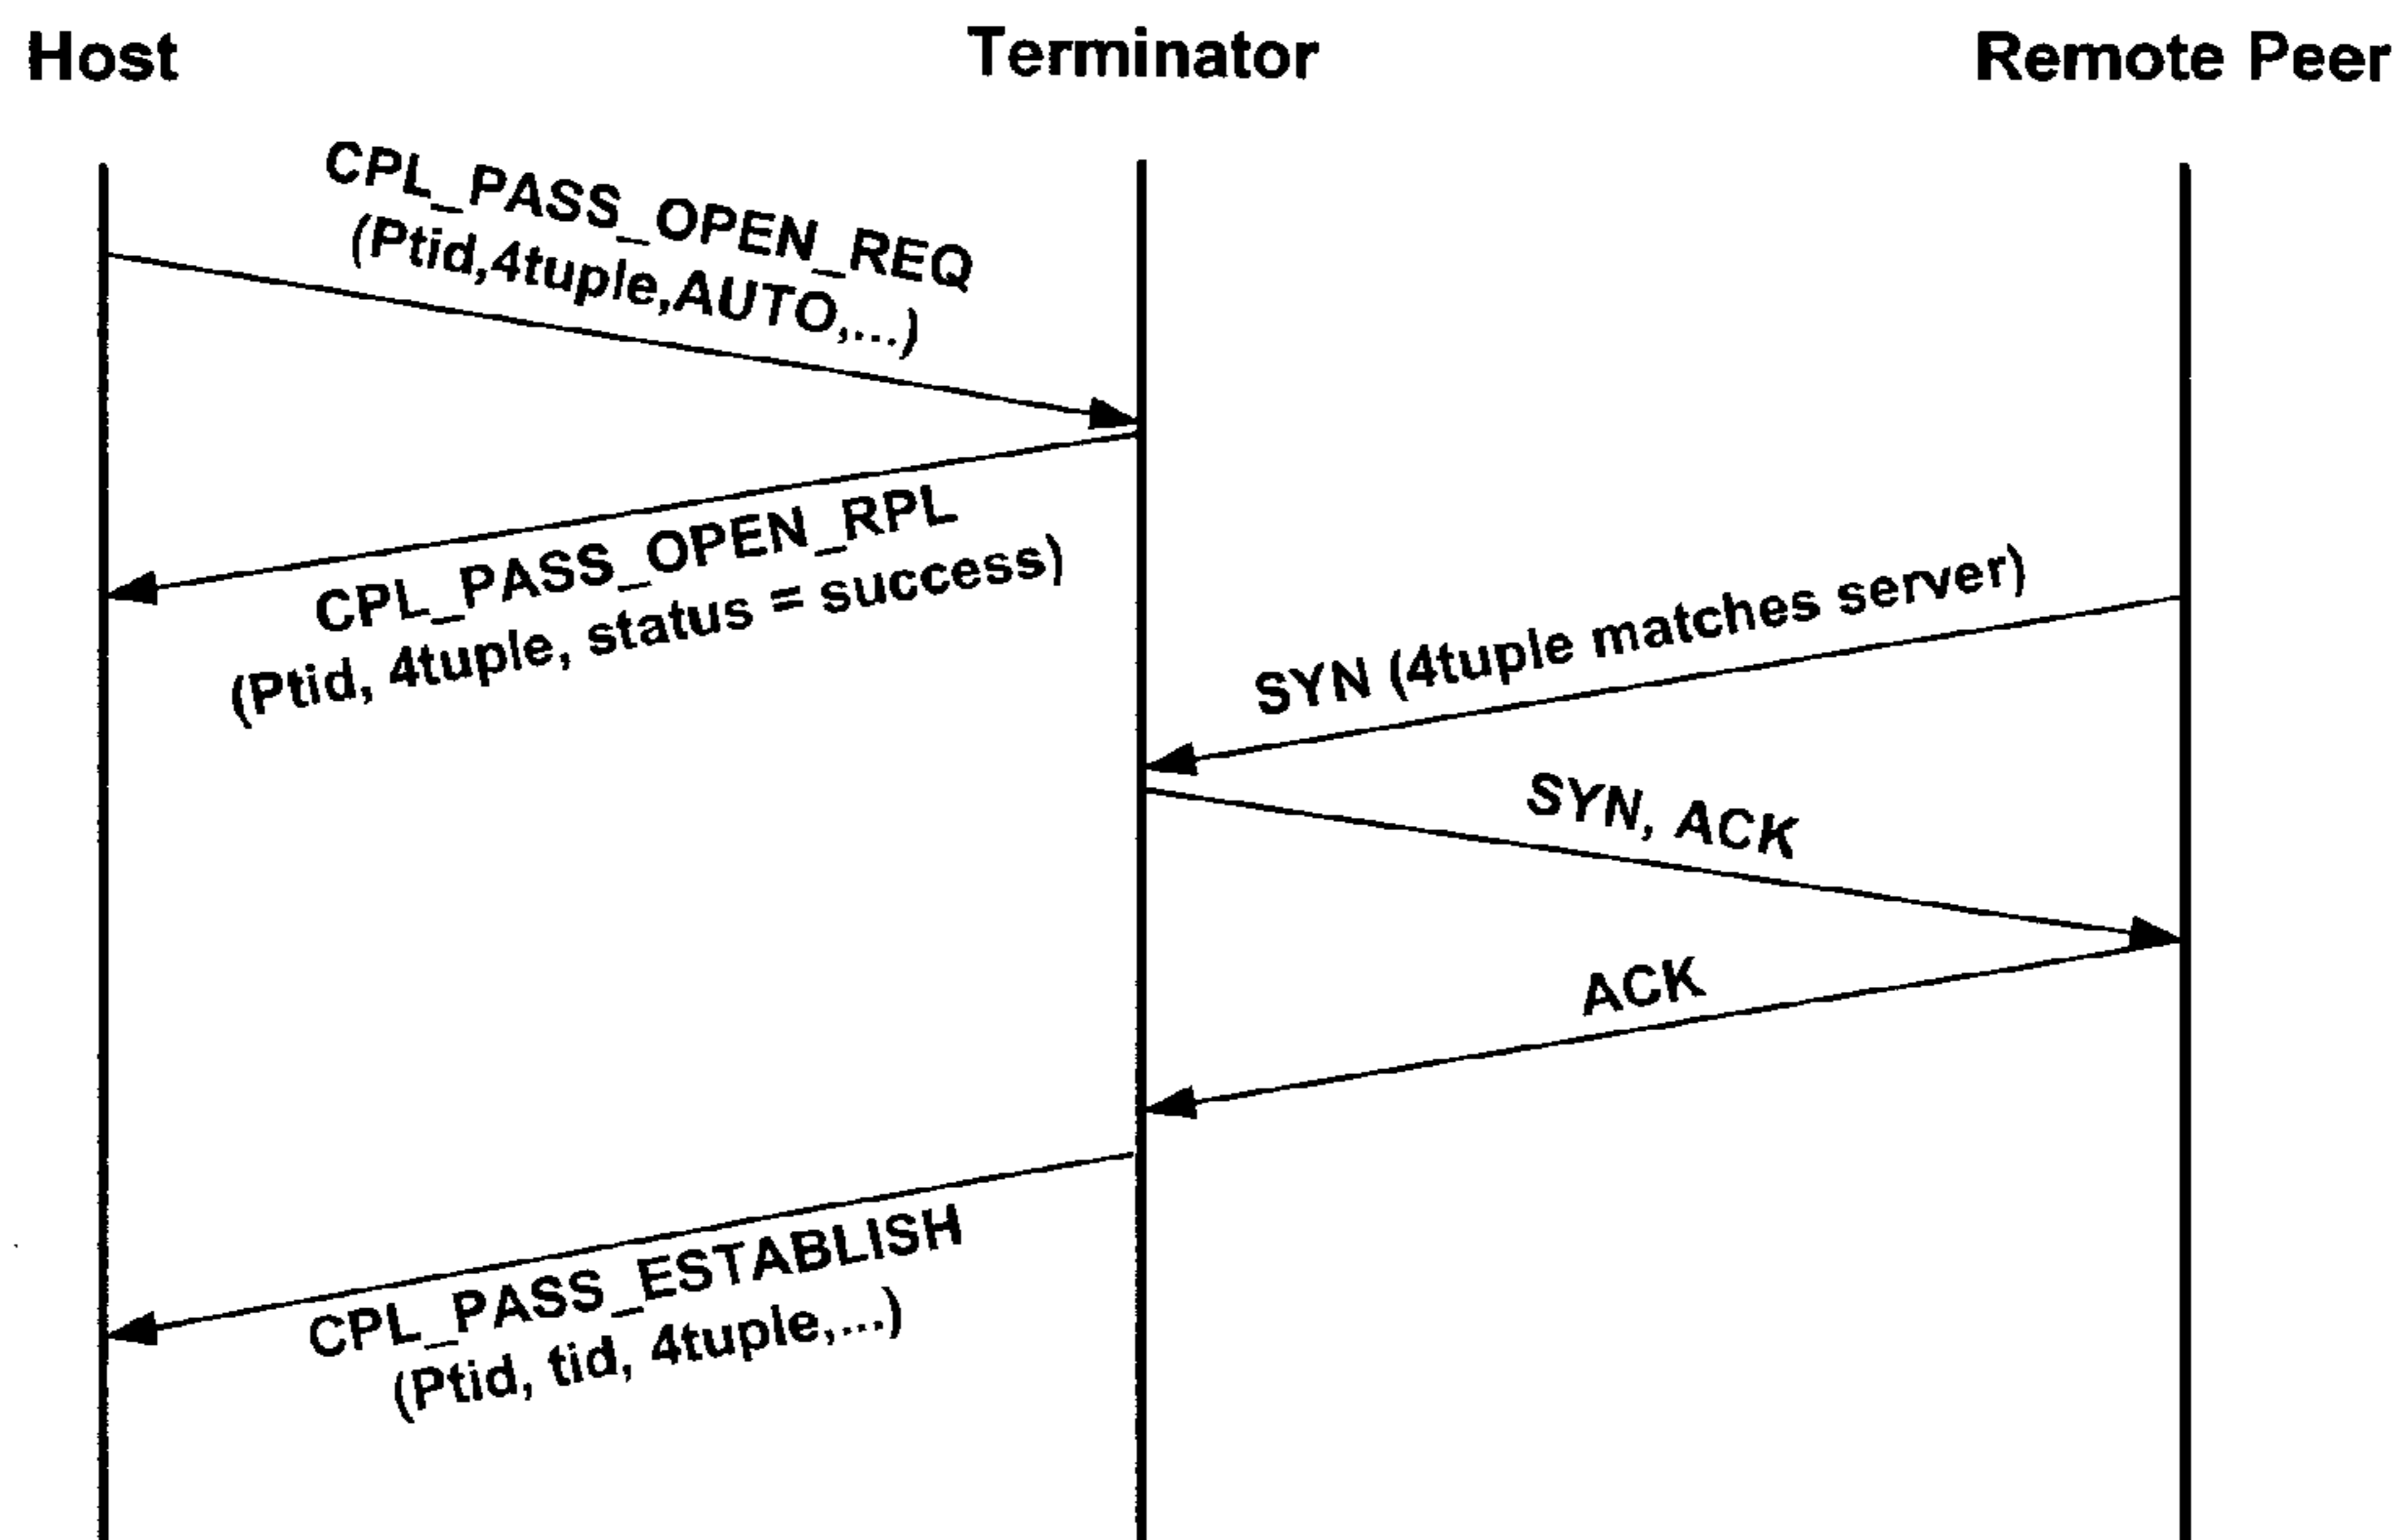 Host
Terminator
Remote Peer
CPL_PASS_OPEN_REQ
(Ptid,4tuple,AUTO,...)
CPL_PASS_OPEN_RPL
(Ptid, 4tuple, status = success)
SYN (4tuple matches server)
SYN, ACK
ACK
CPL_PASS_ESTABLISH
(Ptid, tid, 4tuple,...)